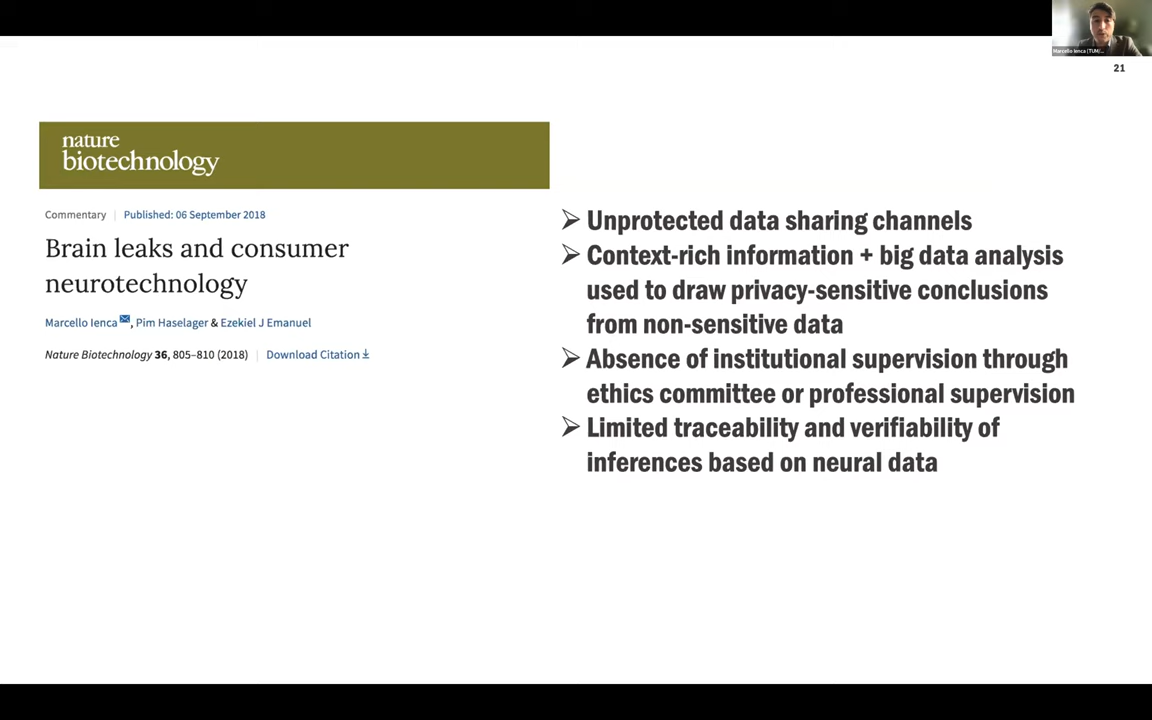 Marcello Ienca (TUM)...
21
nature
biotechnology
Commentary | Published: 06 September 2018
Brain leaks and consumer
neurotechnology
Marcello Ienca, Pim Haselager & Ezekiel J Emanuel
Nature Biotechnology 36, 805–810 (2018) | Download Citation
➢ Unprotected data sharing channels
➢ Context-rich information + big data analysis
used to draw privacy-sensitive conclusions
from non-sensitive data
➢ Absence of institutional supervision through
ethics committee or professional supervision
➢ Limited traceability and verifiability of
inferences based on neural data